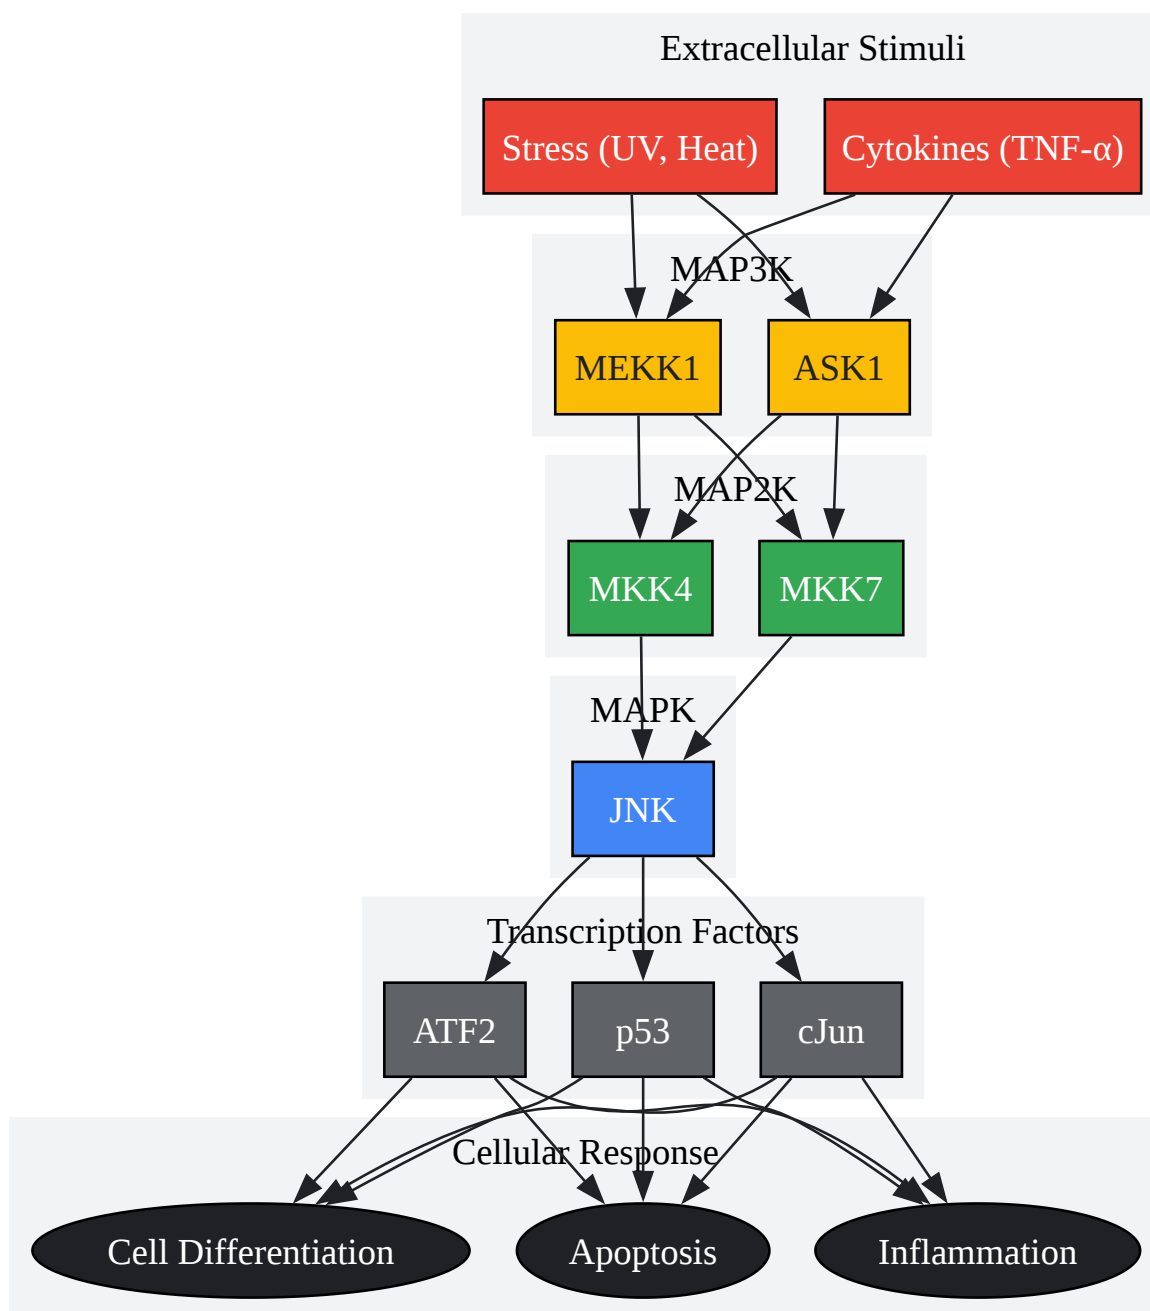 Extracellular Stimuli
Stress (UV, Heat)
Cytokines (TNF-α)
MAP3K
MEKK1
ASK1
MAP2K
MKK4
MKK7
MAPK
JNK
Transcription Factors
ATF2
p53
cJun
Cellular Response
Cell Differentiation
Apoptosis
Inflammation